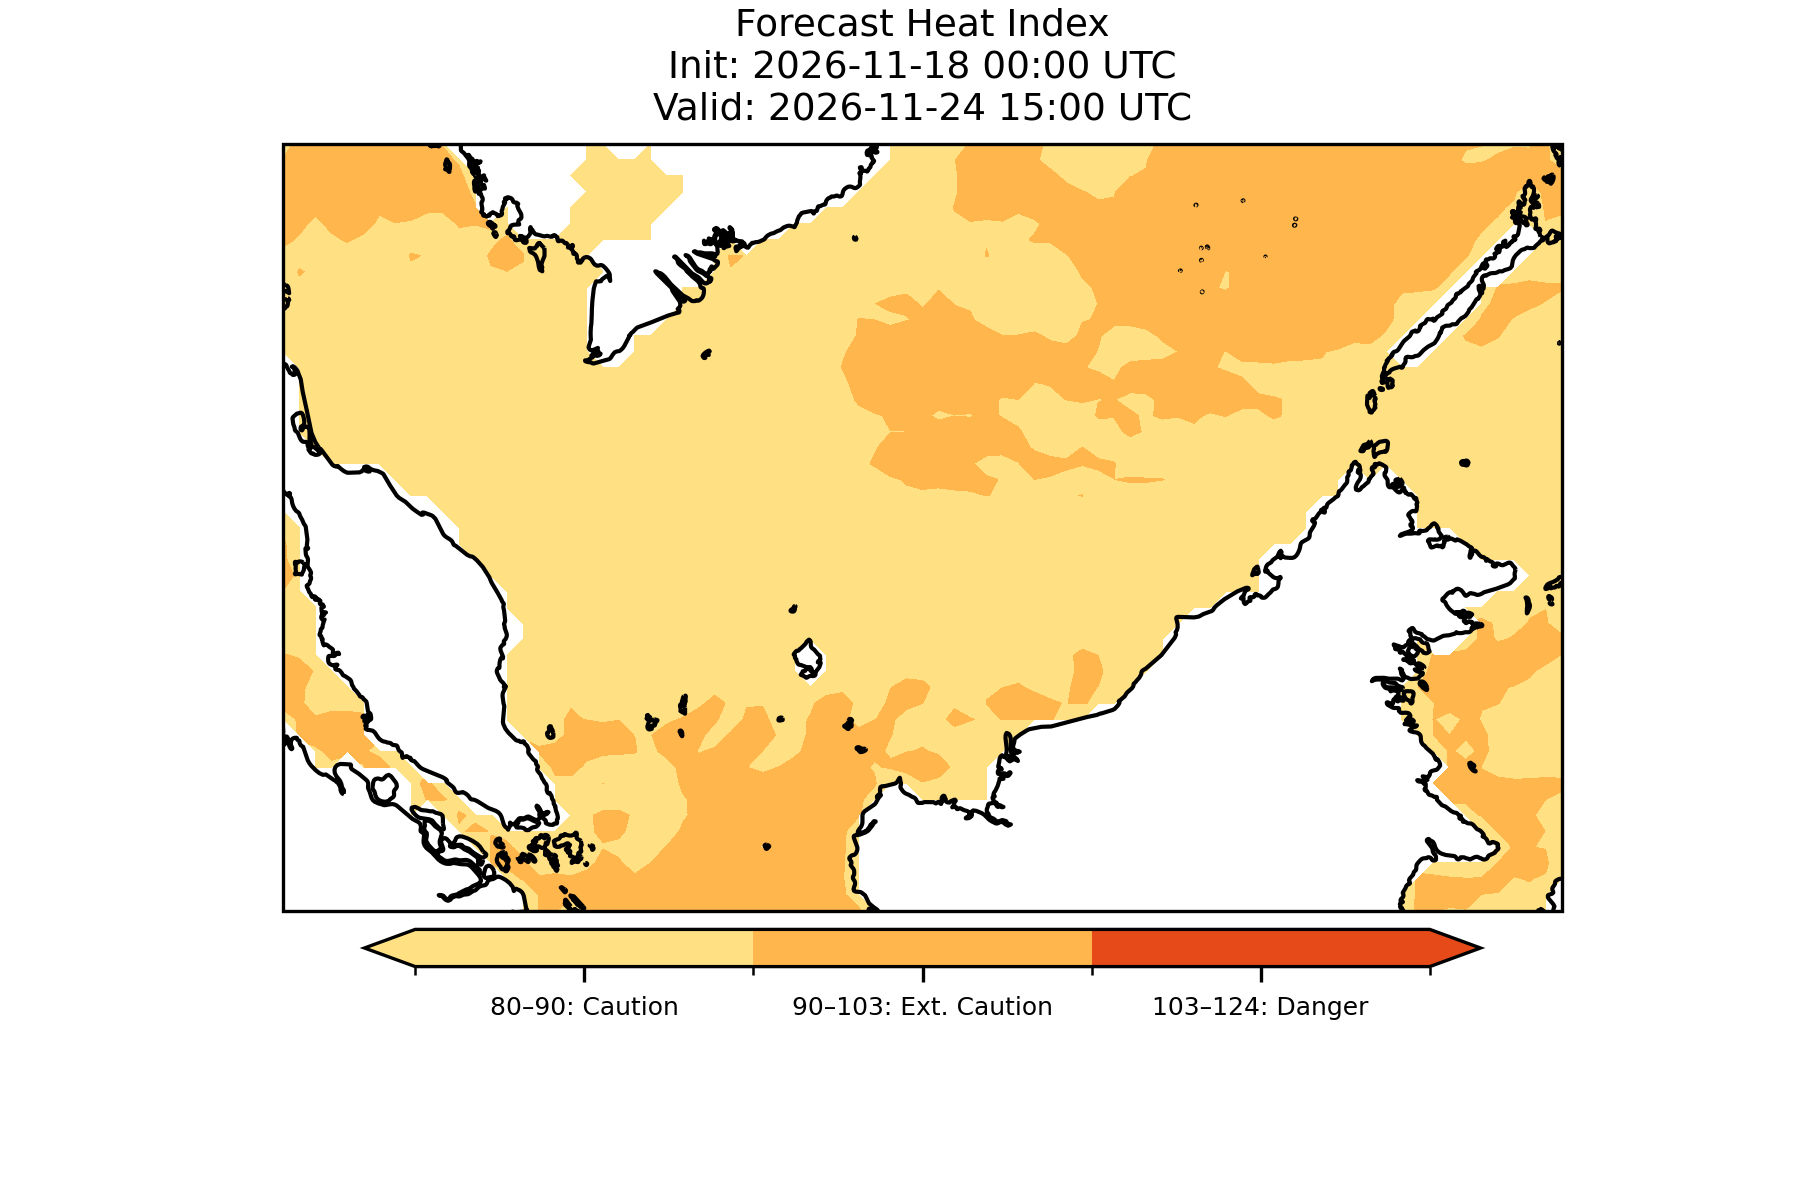 Forecast Heat Index
Init: 2026-11-18 00:00 UTC
Valid: 2026-11-24 15:00 UTC
80–90: Caution
90–103: Ext. Caution
103–124: Danger